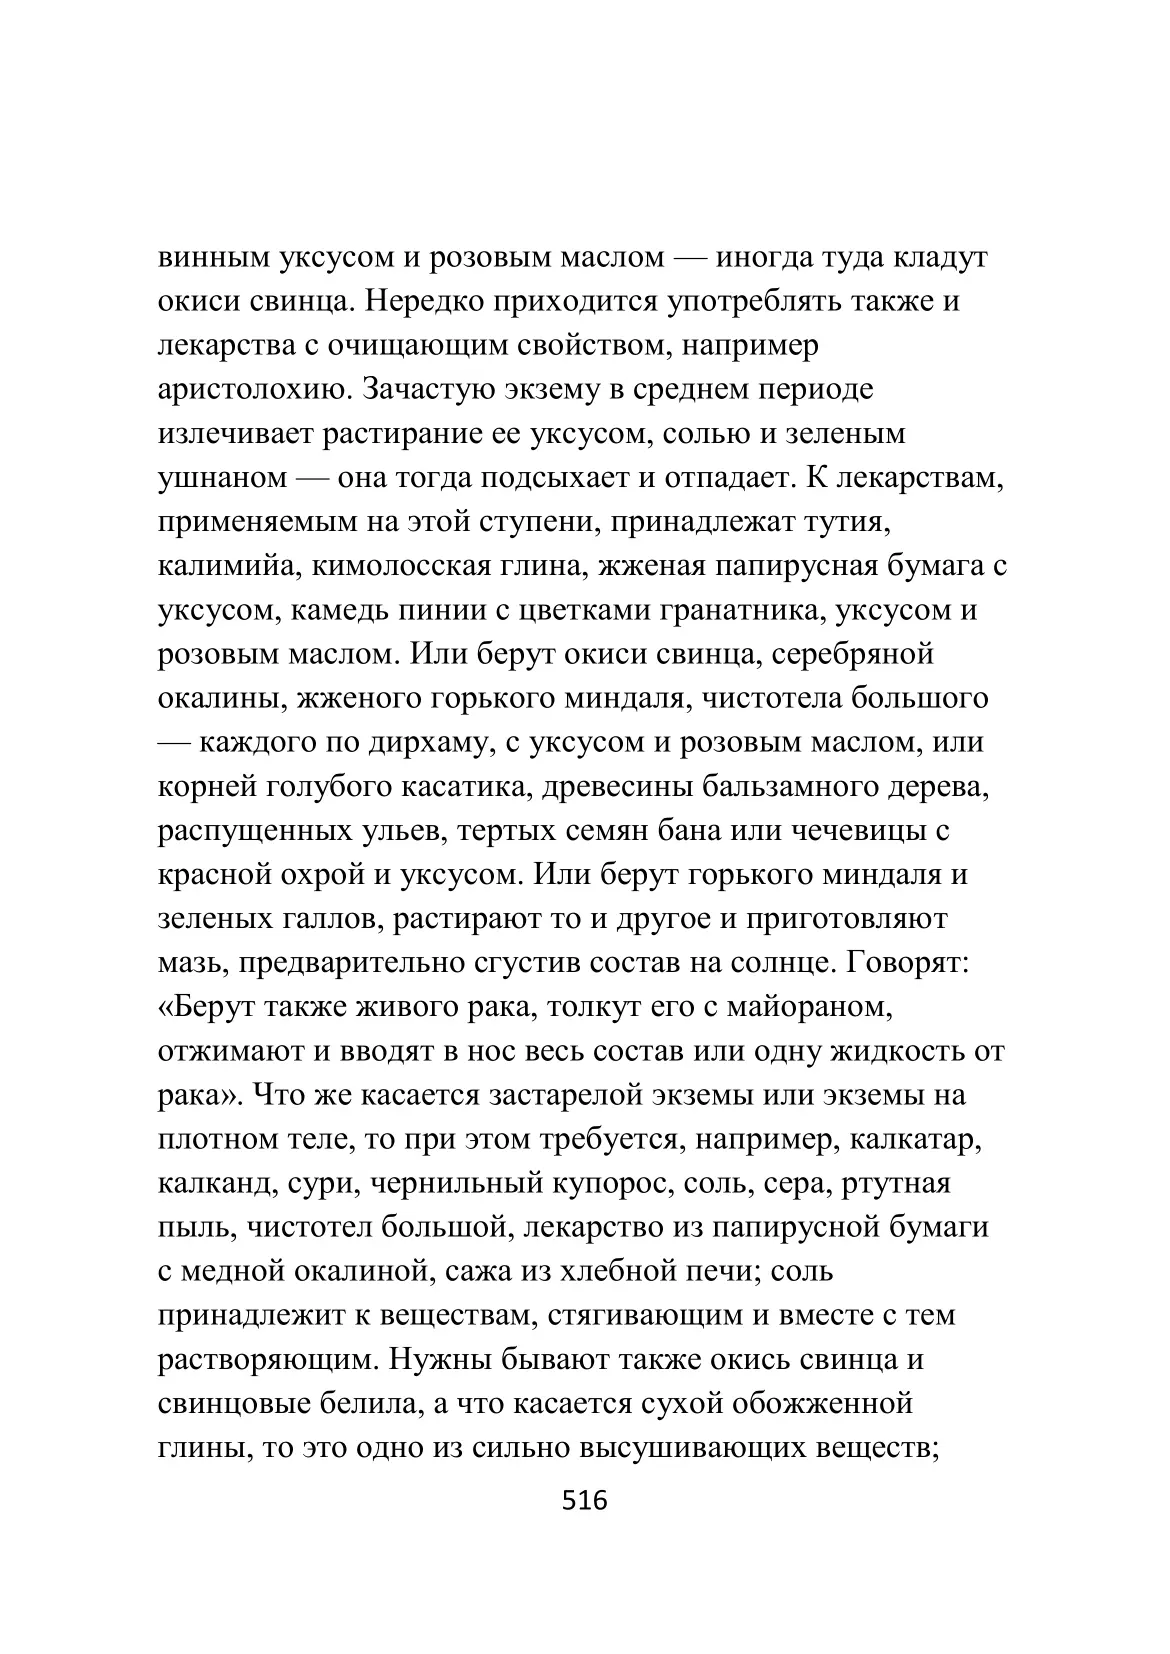 винным уксусом и розовым маслом — иногда туда кладут
окиси свинца. Нередко приходится употреблять также и
лекарства с очищающим свойством, например
аристолохию. Зачастую экзему в среднем периоде
излечивает растирание ее уксусом, солью и зеленым
ушнаном — она тогда подсыхает и отпадает. К лекарствам,
применяемым на этой ступени, принадлежат тутия,
калимийа, кимолосская глина, жженая папирусная бумага с
уксусом, камедь пинии с цветками гранатника, уксусом и
розовым маслом. Или берут окиси свинца, серебряной
окалины, жженого горького миндаля, чистотела большого
— каждого по дирхаму, с уксусом и розовым маслом, или
корней голубого касатика, древесины бальзамного дерева,
распущенных ульев, тертых семян бана или чечевицы с
красной охрой и уксусом. Или берут горького миндаля и
зеленых галлов, растирают то и другое и приготовляют
мазь, предварительно сгустив состав на солнце. Говорят:
«Берут также живого рака, толкут его с майораном,
отжимают и вводят в нос весь состав или одну жидкость от
рака». Что же касается застарелой экземы или экземы на
плотном теле, то при этом требуется, например, калкатар,
калканд, сури, чернильный купорос, соль, сера, ртутная
пыль, чистотел большой, лекарство из папирусной бумаги
с медной окалиной, сажа из хлебной печи; соль
принадлежит к веществам, стягивающим и вместе с тем
растворяющим. Нужны бывают также окись свинца и
свинцовые белила, а что касается сухой обожженной
глины, то это одно из сильно высушивающих веществ;
516